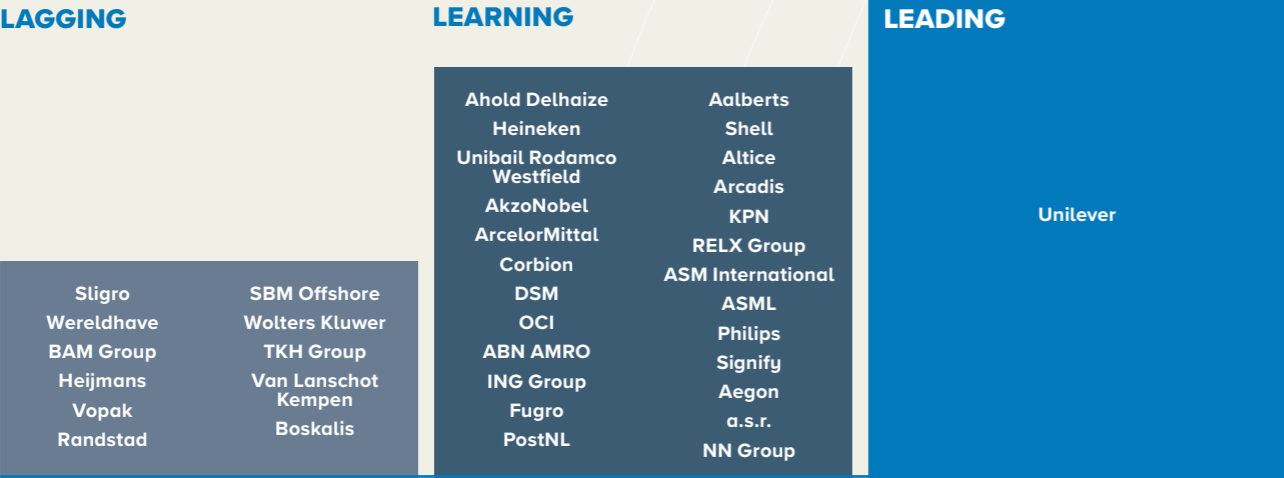 LAGGING
Sligro
Wereldhave
BAM Group
Heijmans
Vopak
Randstad
SBM Offshore
Wolters Kluwer
TKH Group
Van Lanschot
Kempen
Boskalis
LEARNING
Ahold Delhaize
Heineken
Unibail Rodamco
Westfield
AkzoNobel
ArcelorMittal
Corbion
DSM
OCI
ABN AMRO
ING Group
Fugro
PostNL
Aalberts
Shell
Altice
Arcadis
KPN
RELX Group
ASM International
ASML
Philips
Signify
Aegon
a.s.r.
NN Group
LEADING
Unilever